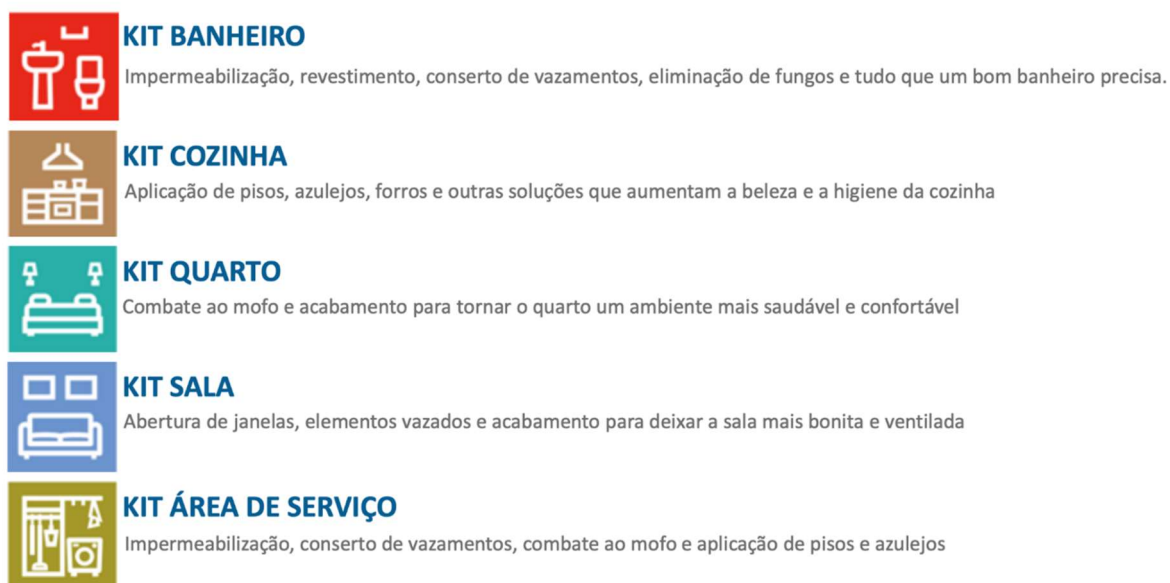 KIT BANHEIRO
Impermeabilização, revestimento, conserto de vazamentos, eliminação de fungos e tudo que um bom banheiro precisa.
KIT COZINHA
Aplicação de pisos, azulejos, forros e outras soluções que aumentam a beleza e a higiene da cozinha
KIT QUARTO
Combate ao mofo e acabamento para tornar o quarto um ambiente mais saudável e confortável
KIT SALA
Abertura de janelas, elementos vazados e acabamento para deixar a sala mais bonita e ventilada
KIT ÁREA DE SERVIÇO
Impermeabilização, conserto de vazamentos, combate ao mofo e aplicação de pisos e azulejos